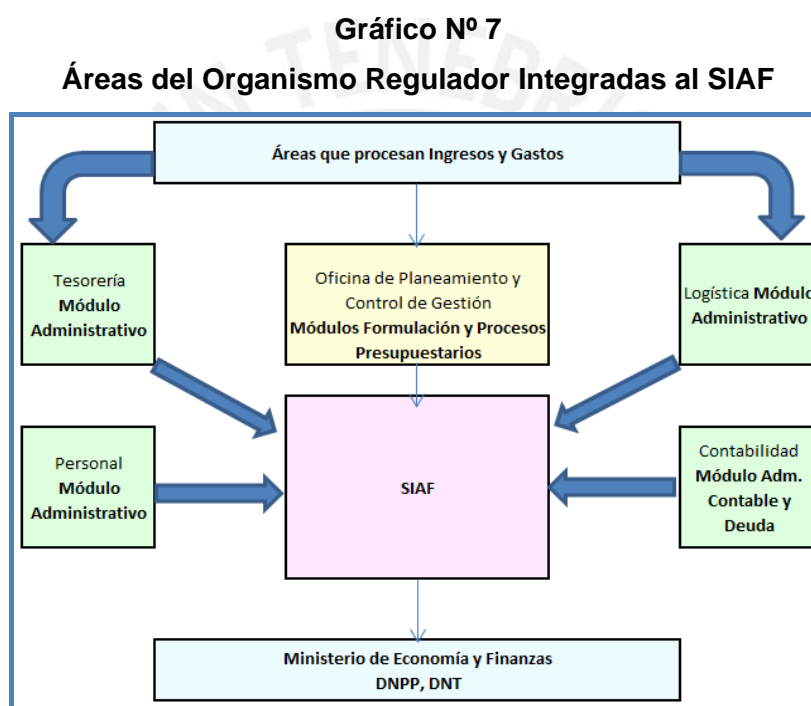 Gráfico Nº 7
Áreas del Organismo Regulador Integradas al SIAF
IN TENEBRI
Áreas que procesan Ingresos y Gastos
Tesorería
Módulo
Administrativo
Oficina de Planeamiento y
Control de Gestión
Módulos Formulación y Procesos
Presupuestarios
Logística Módulo
Administrativo
Personal
Módulo
Administrativo
SIAF
Contabilidad
Módulo Adm.
Contable y
Deuda
Ministerio de Economía y Finanzas
DNPP, DNT